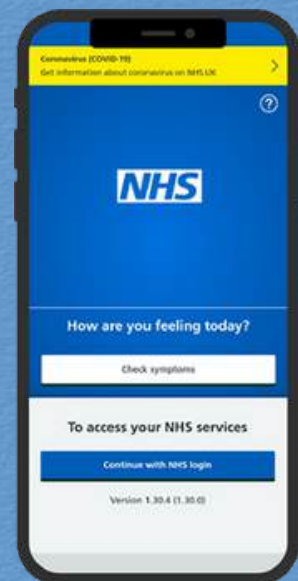 Coronavirus (COVID-19)
Get information about coronavirus on NHS.UK
NHS
How are you feeling today?
Check symptoms
To access your NHS services
Continue with NHS login
Version 1.30.4 (1.30.0)